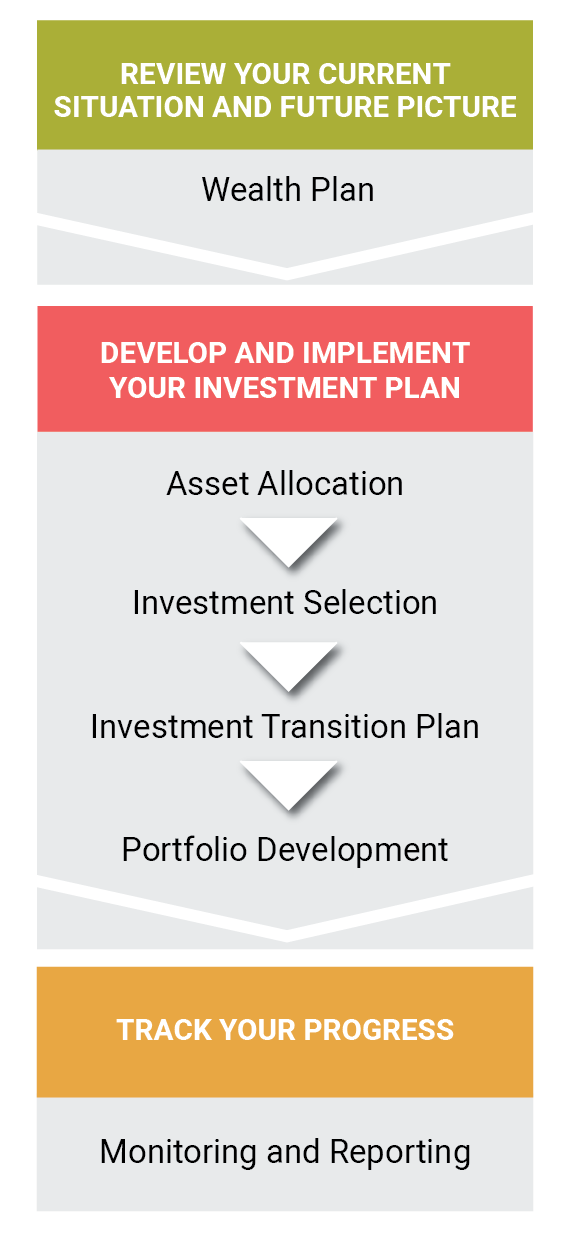 REVIEW YOUR CURRENT
SITUATION AND FUTURE PICTURE
Wealth Plan
DEVELOP AND IMPLEMENT
YOUR INVESTMENT PLAN
Asset Allocation
Investment Selection
Investment Transition Plan
Portfolio Development
TRACK YOUR PROGRESS
Monitoring and Reporting